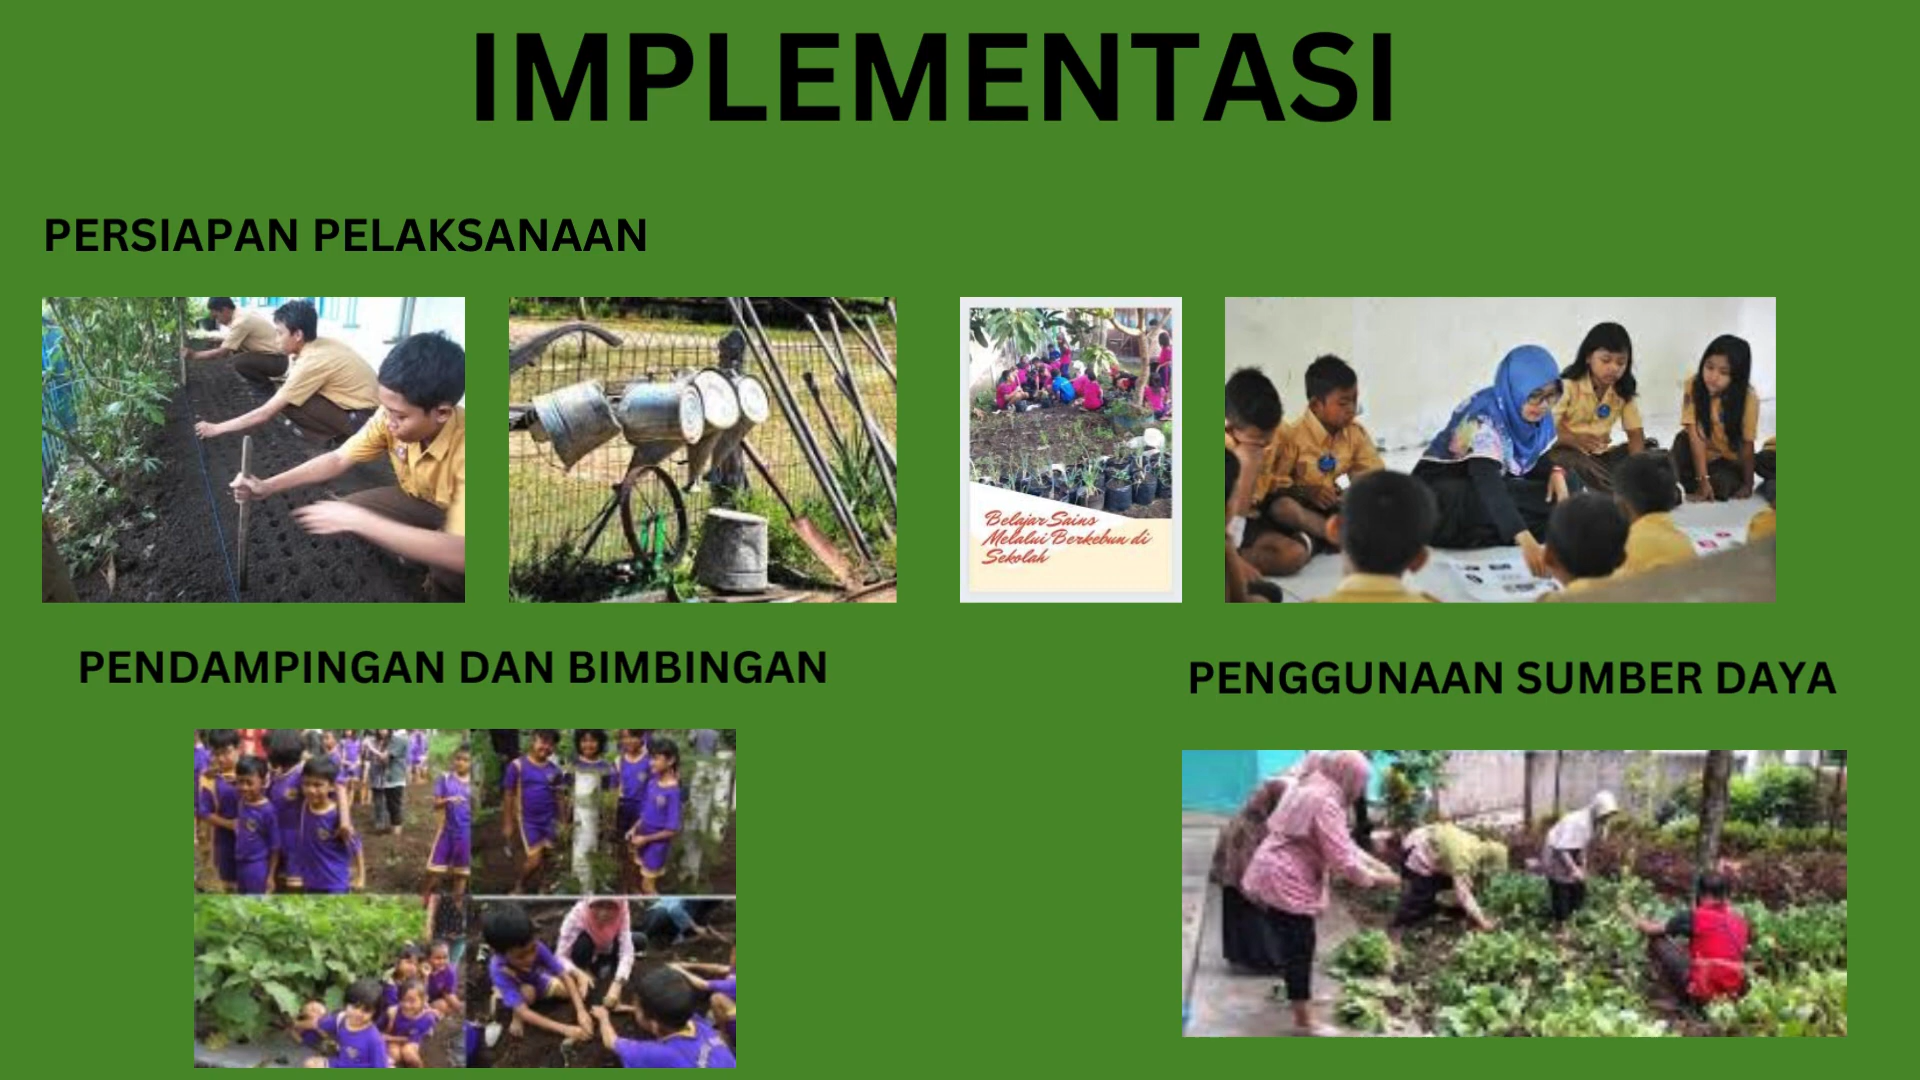 IMPLEMENTASI
PERSIAPAN PELAKSANAAN
Belajar Sains
Melalui Berkebun di
Sekolah
PENDAMPINGAN DAN BIMBINGAN
PENGGUNAAN SUMBER DAYA